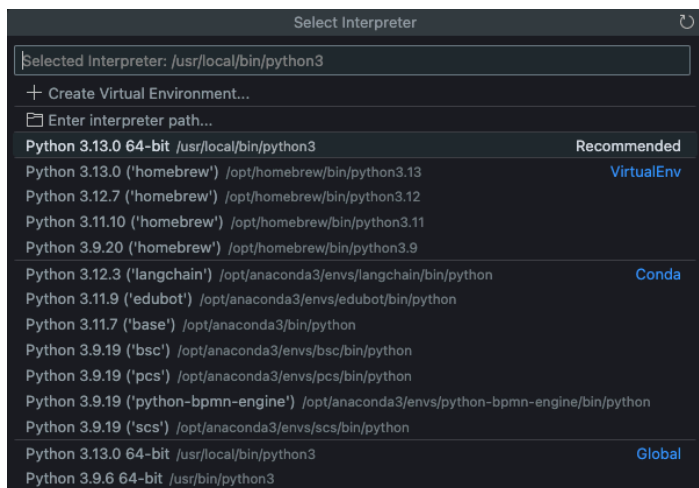 Select Interpreter
Selected Interpreter: /usr/local/bin/python3
Create Virtual Environment...
Enter interpreter path...
Python 3.13.0 64-bit /usr/local/bin/python3 Recommended
Python 3.13.0 ('homebrew') /opt/homebrew/bin/python3.13 VirtualEnv
Python 3.12.7 ('homebrew') /opt/homebrew/bin/python3.12
Python 3.11.10 ('homebrew') /opt/homebrew/bin/python3.11
Python 3.9.20 ('homebrew') /opt/homebrew/bin/python3.9
Python 3.12.3 ('langchain') /opt/anaconda3/envs/langchain/bin/python Conda
Python 3.11.9 ('edubot') /opt/anaconda3/envs/edubot/bin/python
Python 3.11.7 ('base') /opt/anaconda3/bin/python
Python 3.9.19 ('bsc') /opt/anaconda3/envs/bsc/bin/python
Python 3.9.19 ('pcs') /opt/anaconda3/envs/pcs/bin/python
Python 3.9.19 ('python-bpmn-engine') /opt/anaconda3/envs/python-bpmn-engine/bin/python
Python 3.9.19 ('scs') /opt/anaconda3/envs/scs/bin/python
Python 3.13.0 64-bit /usr/local/bin/python3 Global
Python 3.9.6 64-bit /usr/bin/python3